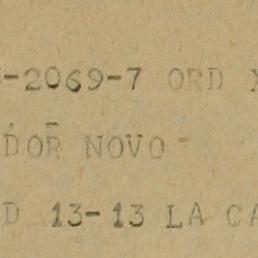 -2069-7 ORD
DOR NOVO
D 13-13 LA CA